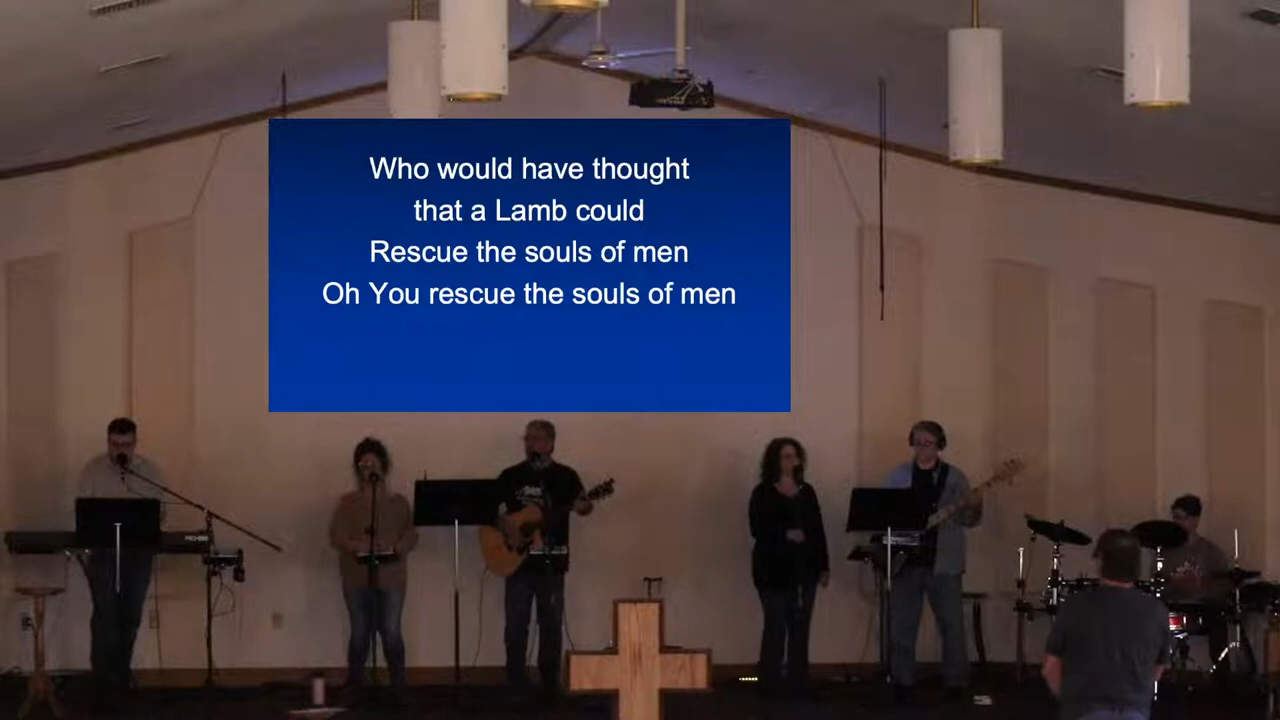 Who would have thought
that a Lamb could
Rescue the souls of men
Oh You rescue the souls of men